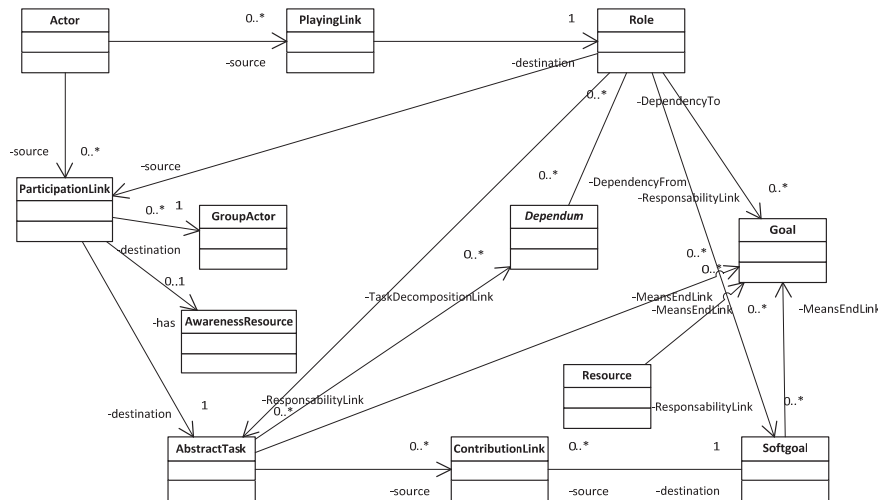 Actor
0..*
PlayingLink
1
Role
-source
-destination
0..*
-DependencyTo
-source
0..*
-source
0..*
-DependencyFrom
-ResponsabilityLink
0..*
ParticipationLink
0..*
1
GroupActor
Dependum
Goal
-destination
0..*
0..*
0..*
0..1
-TaskDecompositionLink
-MeansEndLink
-MeansEndLink
0..*
-MeansEndLink
-has
AwarenessResource
Resource
-destination
1
-ResponsabilityLink
0..*
-ResponsabilityLink
0..*
AbstractTask
0..*
ContributionLink
0..*
1
Softgoal
-source
-source
-destination